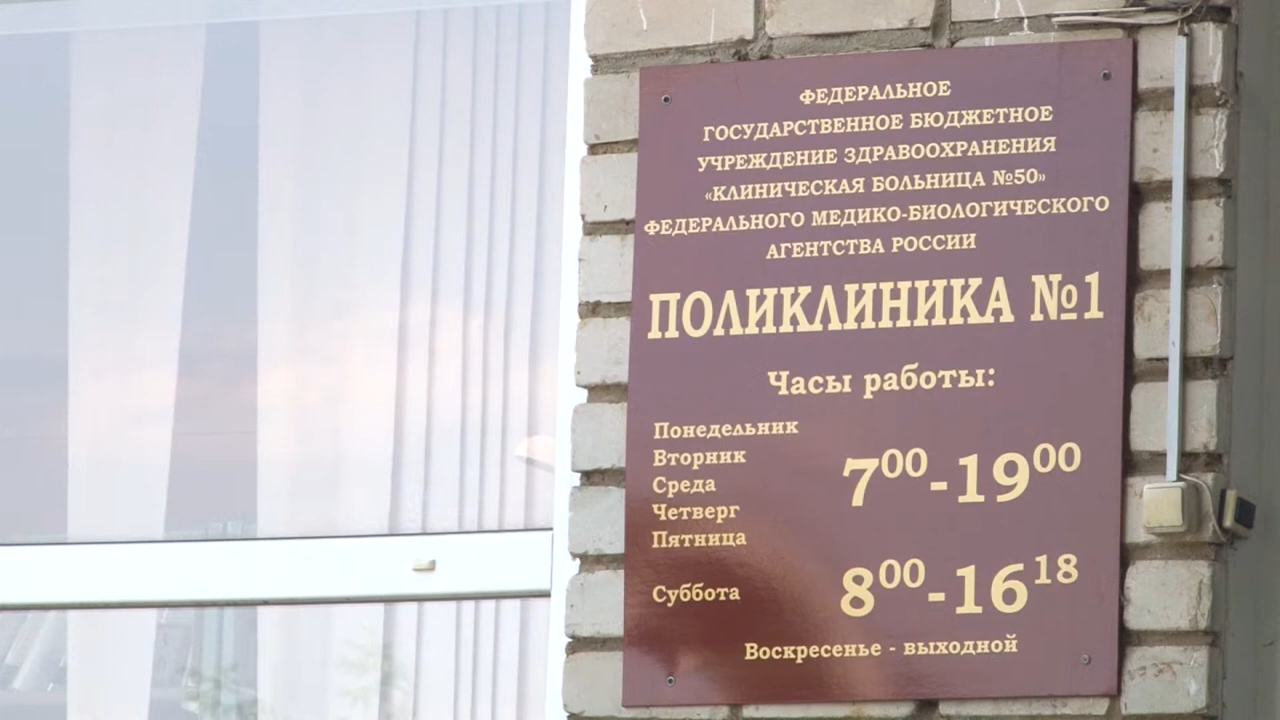 ФЕДЕРАЛЬНОЕ
ГОСУДАРСТВЕННОЕ БЮДЖЕТНОЕ
УЧРЕЖДЕНИЕ ЗДРАВООХРАНЕНИЯ
«КЛИНИЧЕСКАЯ БОЛЬНИЦА №50»
ФЕДЕРАЛЬНОГО МЕДИКО-БИОЛОГИЧЕСКОГО
АГЕНТСТВА РОССИИ
ПОЛИКЛИНИКА №1
Часы работы:
Понедельник
Вторник
Среда
Четверг
Пятница
7⁰⁰-19⁰⁰
Суббота 8⁰⁰-16¹⁸
Воскресенье - выходной